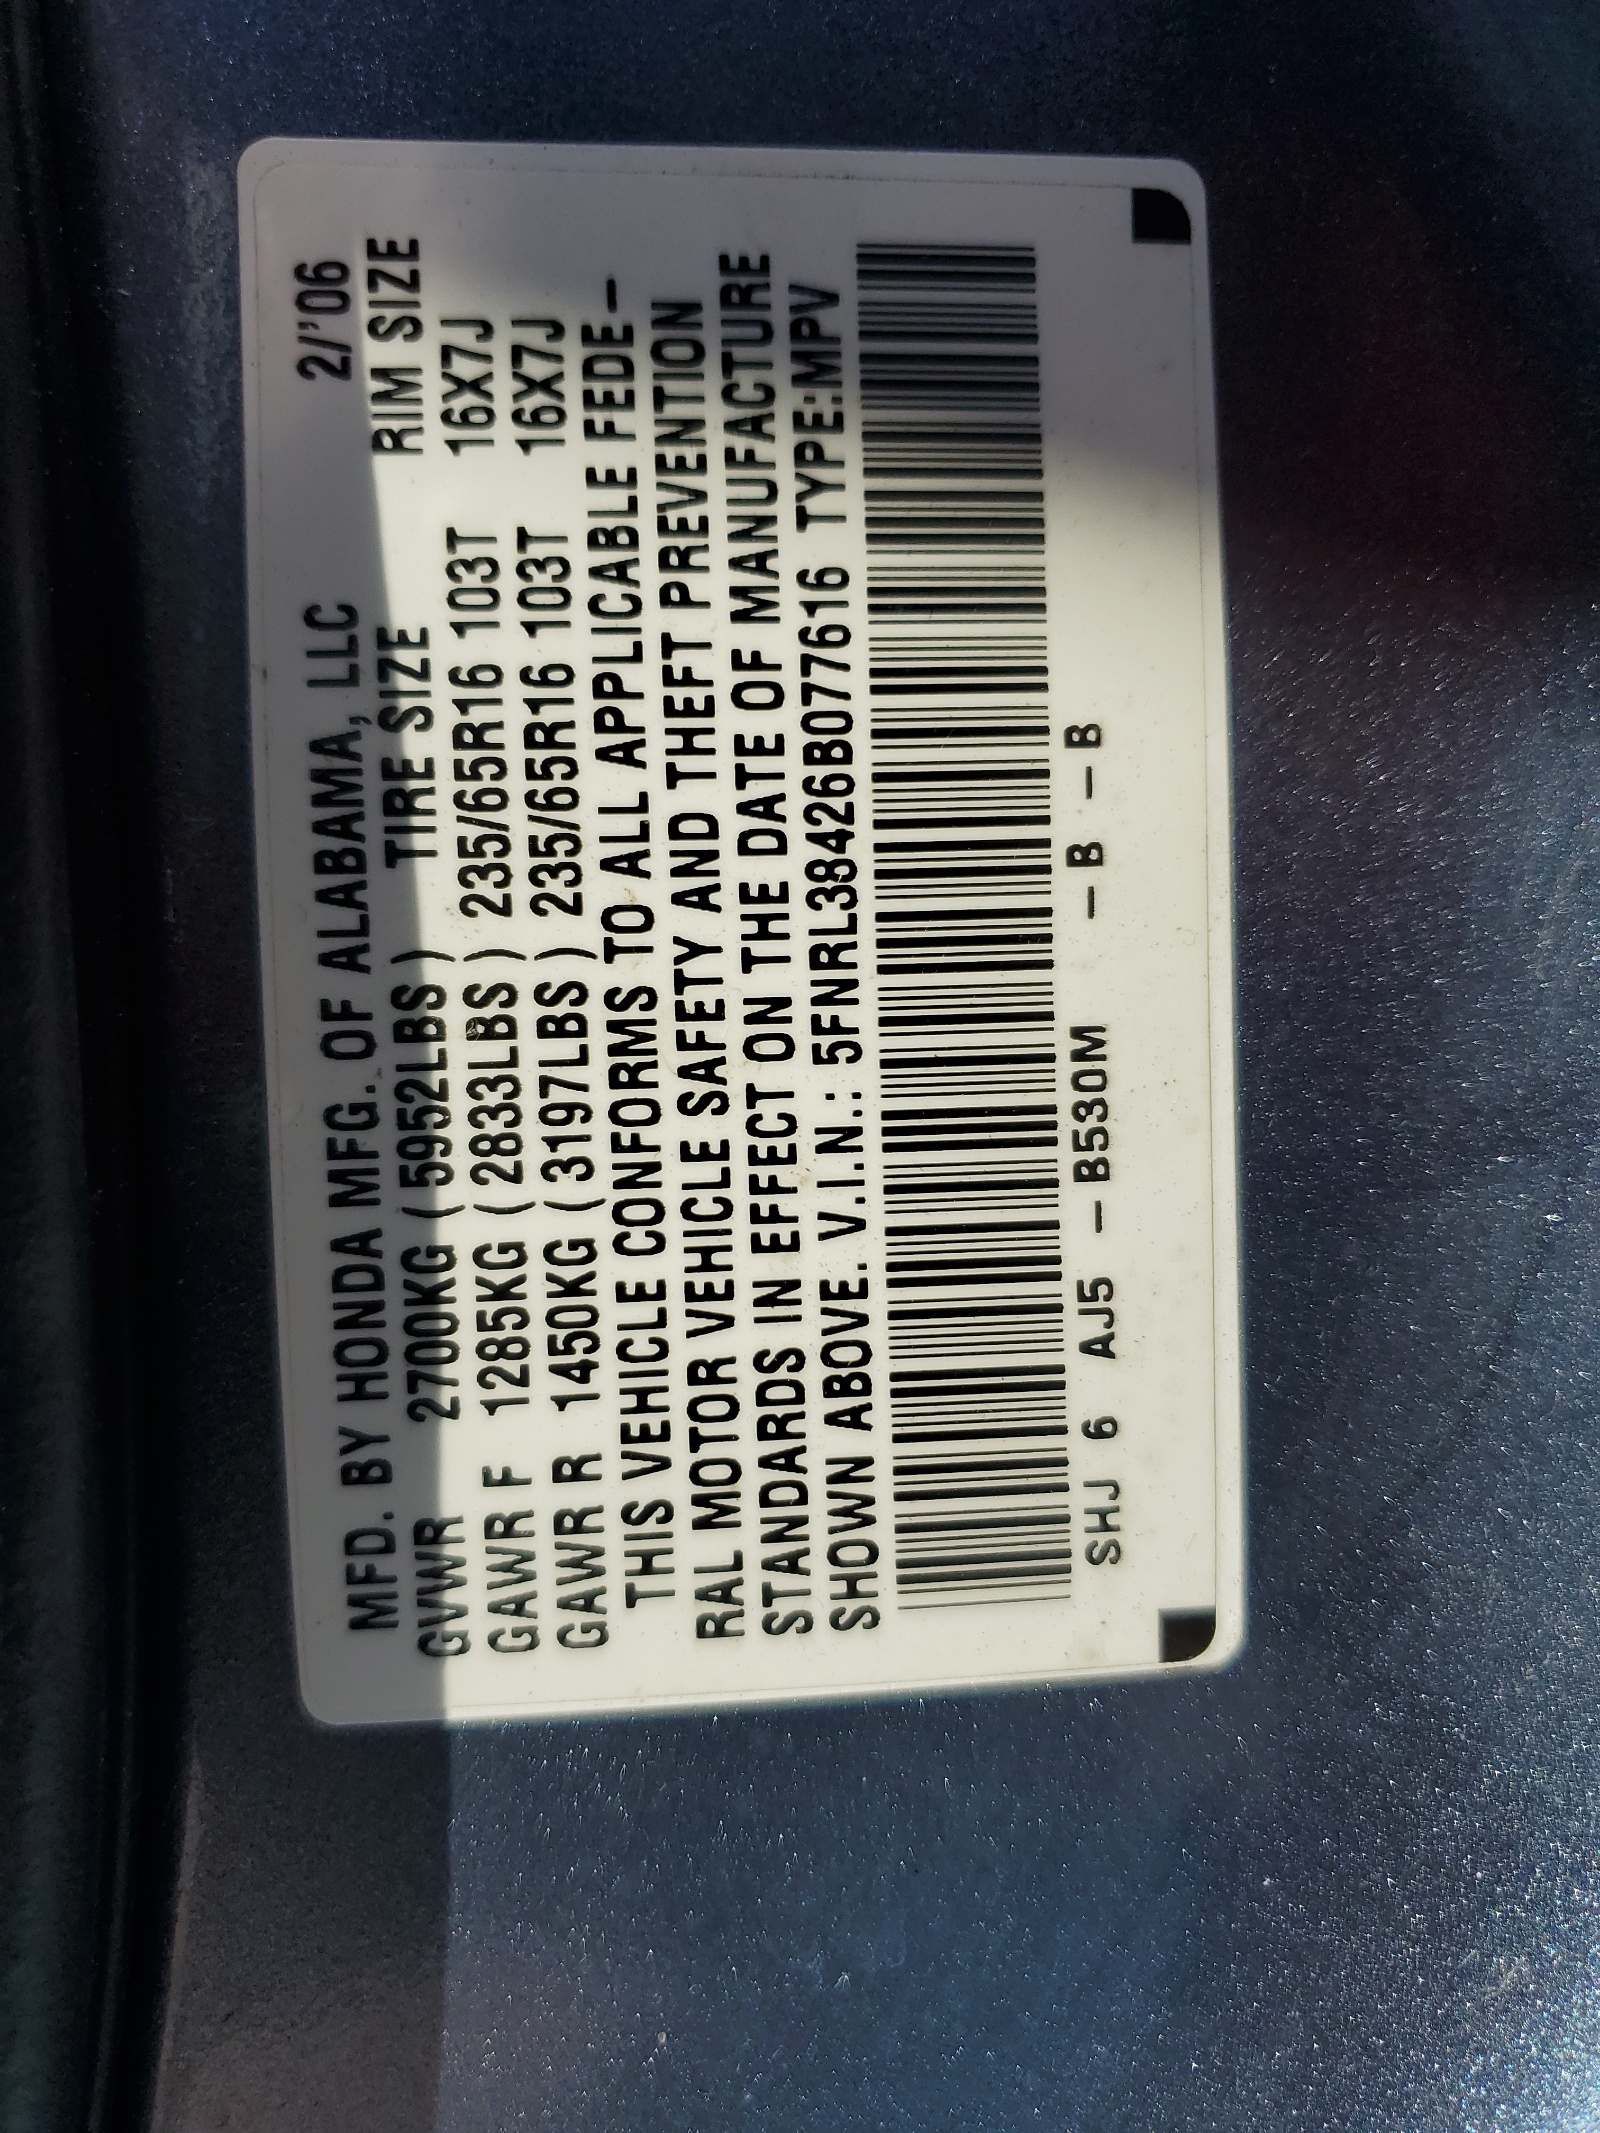 MFD. BY HONDA MFG. OF ALABAMA, LLC 2/'06
GVWR 2700KG ( 5952LBS ) TIRE SIZE RIM SIZE
GAWR F 1285KG ( 2833LBS ) 235/65R16 103T 16X7J
GAWR R 1450KG ( 3197LBS ) 235/65R16 103T 16X7J
THIS VEHICLE CONFORMS TO ALL APPLICABLE FEDE-
RAL MOTOR VEHICLE SAFETY AND THEFT PREVENTION
STANDARDS IN EFFECT ON THE DATE OF MANUFACTURE
SHOWN ABOVE. V.I.N.: 5FNRL38426B077616 TYPE:MPV
SHJ 6 AJ5 - B530M - B - B